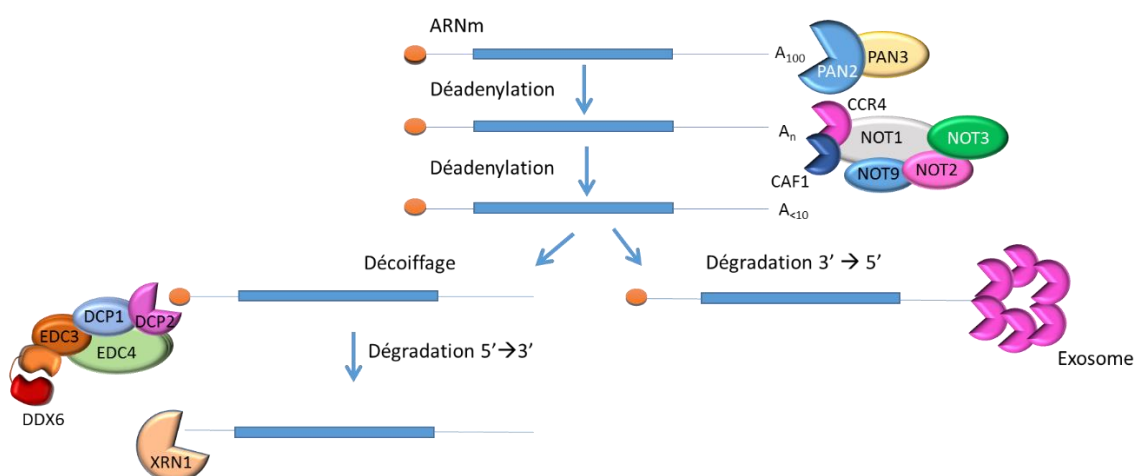 ARNm
A100
PAN2
PAN3
Déadenylation
CCR4
An
NOT1
NOT3
Déadenylation
CAF1
NOT9
NOT2
A<10
Décoiffage
Dégradation 3’ → 5’
DCP1
DCP2
EDC3
EDC4
Dégradation 5’→3’
Exosome
DDX6
XRN1